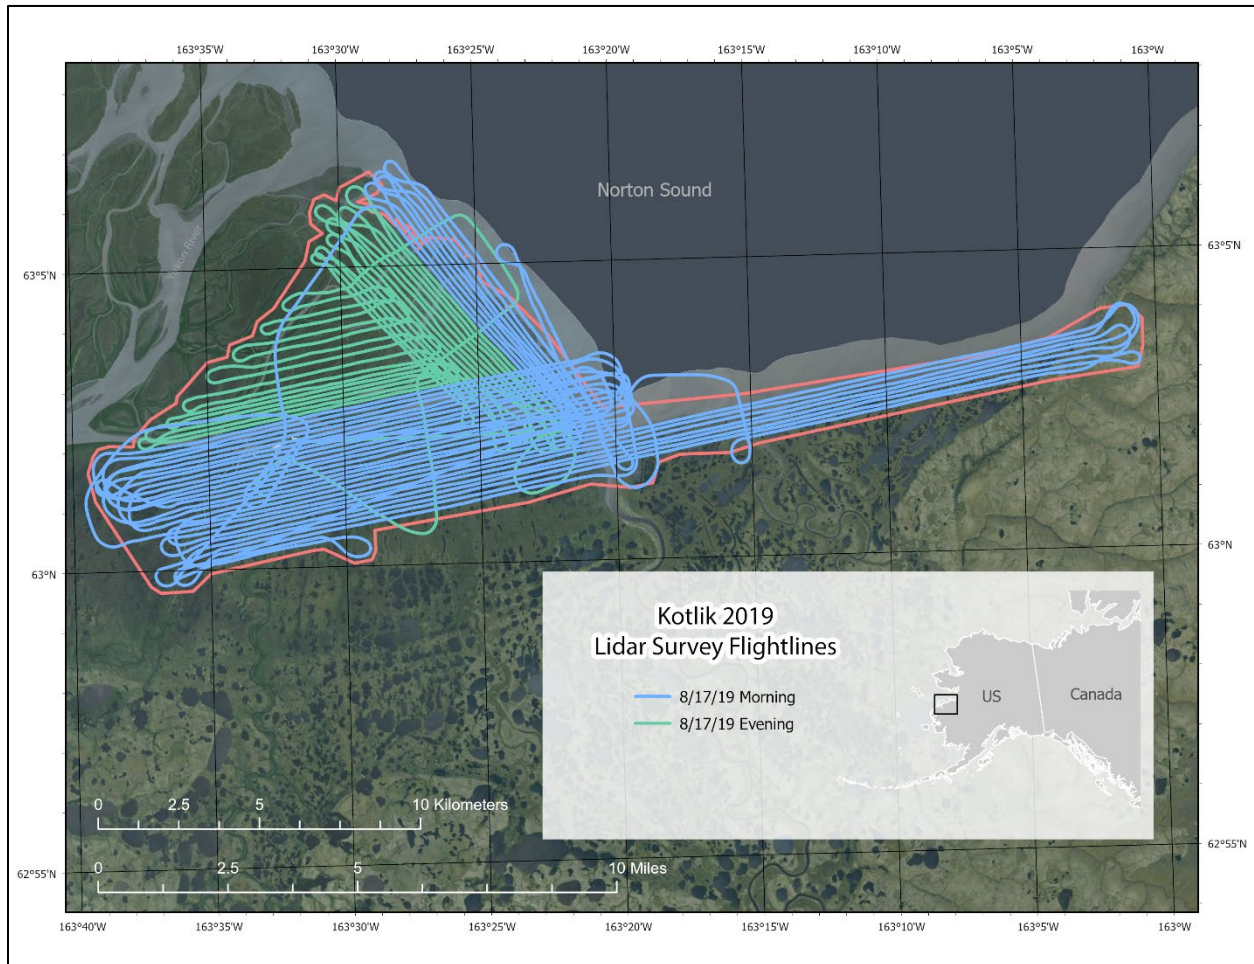 163°35'W 163°30'W 163°25'W 163°20'W 163°15'W 163°10'W 163°5'W 163°W
Norton Sound
Yukon River
63°5'N 63°5'N
63°N 63°N
Kotlik 2019
Lidar Survey Flightlines
8/17/19 Morning
8/17/19 Evening
US Canada
0 2.5 5 10 Kilometers
0 2.5 5 10 Miles
62°55'N 62°55'N
163°40'W 163°35'W 163°30'W 163°25'W 163°20'W 163°15'W 163°10'W 163°5'W 163°W